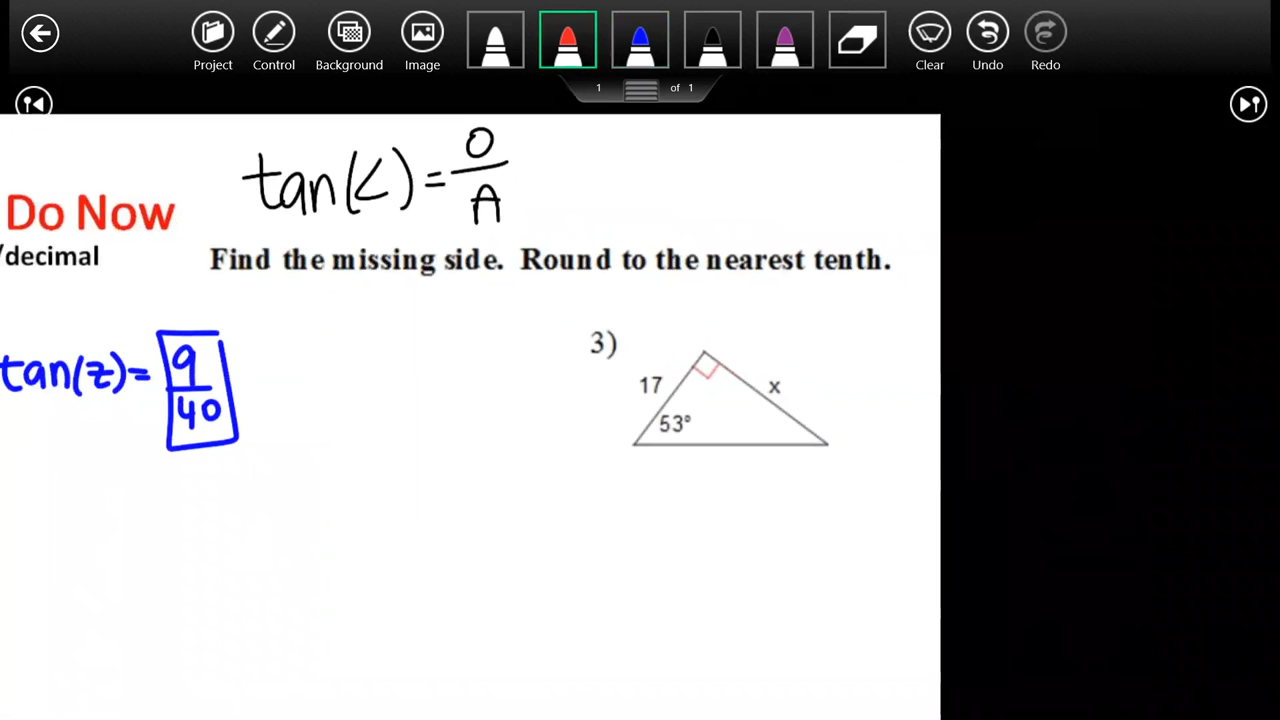 Project Control Background Image Clear Undo Redo
1 of 1
tan(∠) = O/A
Do Now
/decimal
Find the missing side. Round to the nearest tenth.
tan(z) = 9/40
3)
17
x
53°